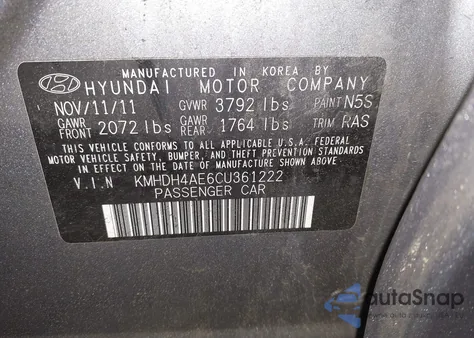 MANUFACTURED IN KOREA BY
HYUNDAI MOTOR COMPANY
NOV/11/11 GVWR 3792 lbs PAINT N5S
GAWR FRONT 2072 lbs GAWR REAR 1764 lbs TRIM RAS
THIS VEHICLE CONFORMS TO ALL APPLICABLE U.S.A. FEDERAL
MOTOR VEHICLE SAFETY, BUMPER, AND THEFT PREVENTION STANDARDS
IN EFFECT ON THE DATE OF MANUFACTURE SHOWN ABOVE.
V.I.N KMHDH4AE6CU361222
PASSENGER CAR
autoSnap